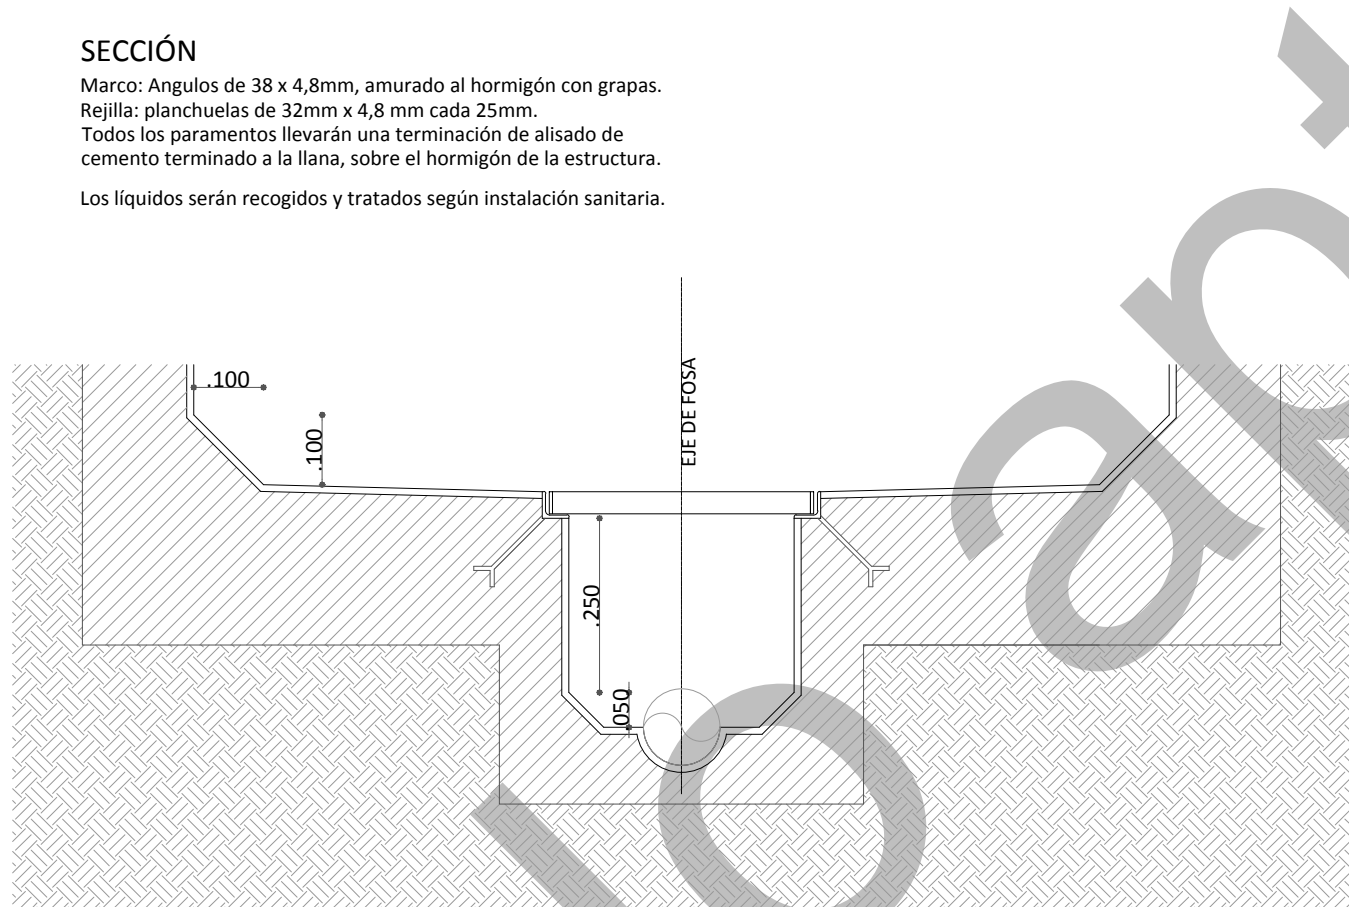 SECCIÓN
Marco: Angulos de 38 x 4,8mm, amurado al hormigón con grapas.
Rejilla: planchuelas de 32mm x 4,8 mm cada 25mm.
Todos los paramentos llevarán una terminación de alisado de
cemento terminado a la llana, sobre el hormigón de la estructura.
Los líquidos serán recogidos y tratados según instalación sanitaria.
.100
.100
EJE DE FOSA
.250
.050